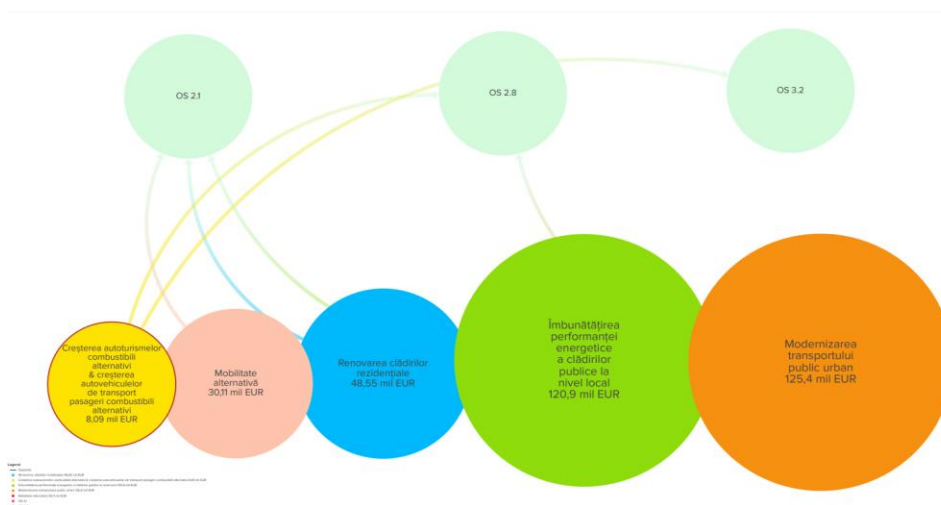 OS 2.1
OS 2.8
OS 3.2
Creșterea autoturismelor
combustibili
alternativi
& creșterea
autovehiculelor
de transport
pasageri combustibili
alternativi
8,09 mil EUR
Mobilitate
alternativă
30,11 mil EUR
Renovarea clădirilor
rezidențiale
48,55 mil EUR
Îmbunătățirea
performanței
energetice
a clădirilor
publice la
nivel local
120,9 mil EUR
Modernizarea
transportului
public urban
125,4 mil EUR
Legend